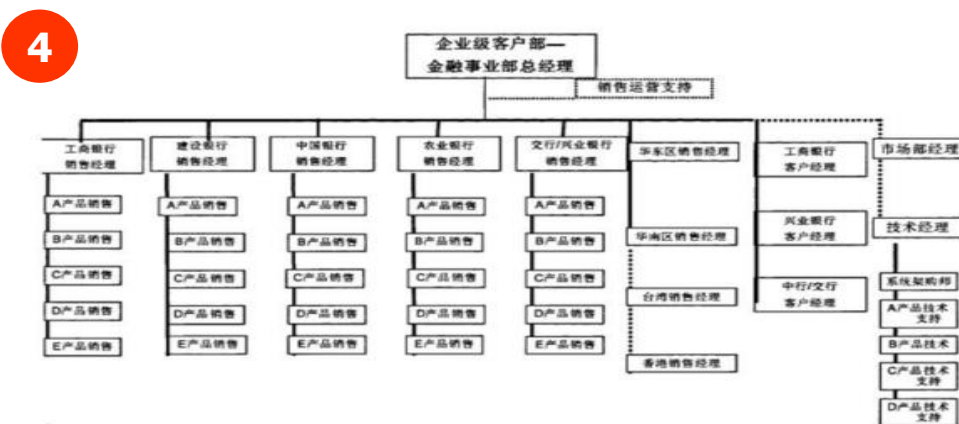 4
企业级客户部—
金融事业部总经理
销售运营支持
工商银行
销售经理
A产品销售
B产品销售
C产品销售
D产品销售
E产品销售
建设银行
销售经理
A产品销售
B产品销售
C产品销售
D产品销售
E产品销售
中国银行
销售经理
A产品销售
B产品销售
C产品销售
D产品销售
E产品销售
农业银行
销售经理
A产品销售
B产品销售
C产品销售
D产品销售
E产品销售
交行/兴业银行
销售经理
A产品销售
B产品销售
C产品销售
D产品销售
E产品销售
华东区销售经理
华南区销售经理
台湾销售经理
香港销售经理
工商银行
客户经理
兴业银行
客户经理
中行/交行
客户经理
市场部经理
技术经理
系统架购师
A产品技术
支持
B产品技术
C产品技术
支持
D产品技术
支持